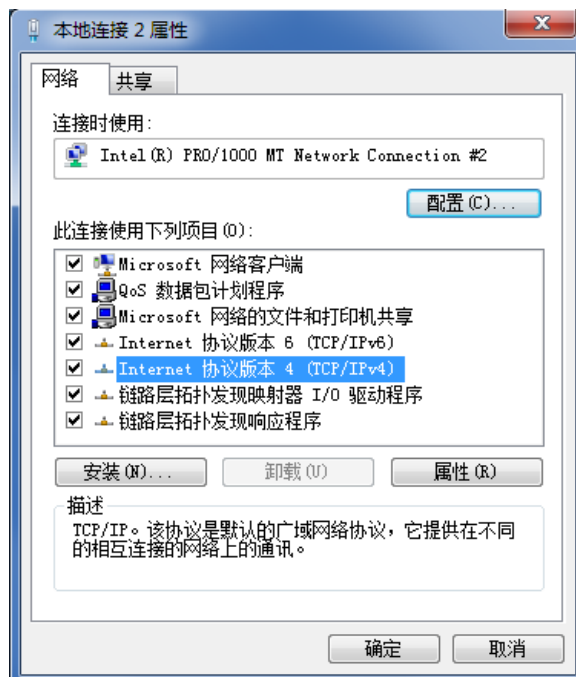 本地连接 2 属性
网络
共享
连接时使用:
Intel(R) PRO/1000 MT Network Connection #2
配置(C)...
此连接使用下列项目(O):
Microsoft 网络客户端
QoS 数据包计划程序
Microsoft 网络的文件和打印机共享
Internet 协议版本 6 (TCP/IPv6)
Internet 协议版本 4 (TCP/IPv4)
链路层拓扑发现映射器 I/O 驱动程序
链路层拓扑发现响应程序
安装(N)...
卸载(U)
属性(R)
描述
TCP/IP。该协议是默认的广域网络协议，它提供在不同
的相互连接的网络上的通讯。
确定
取消